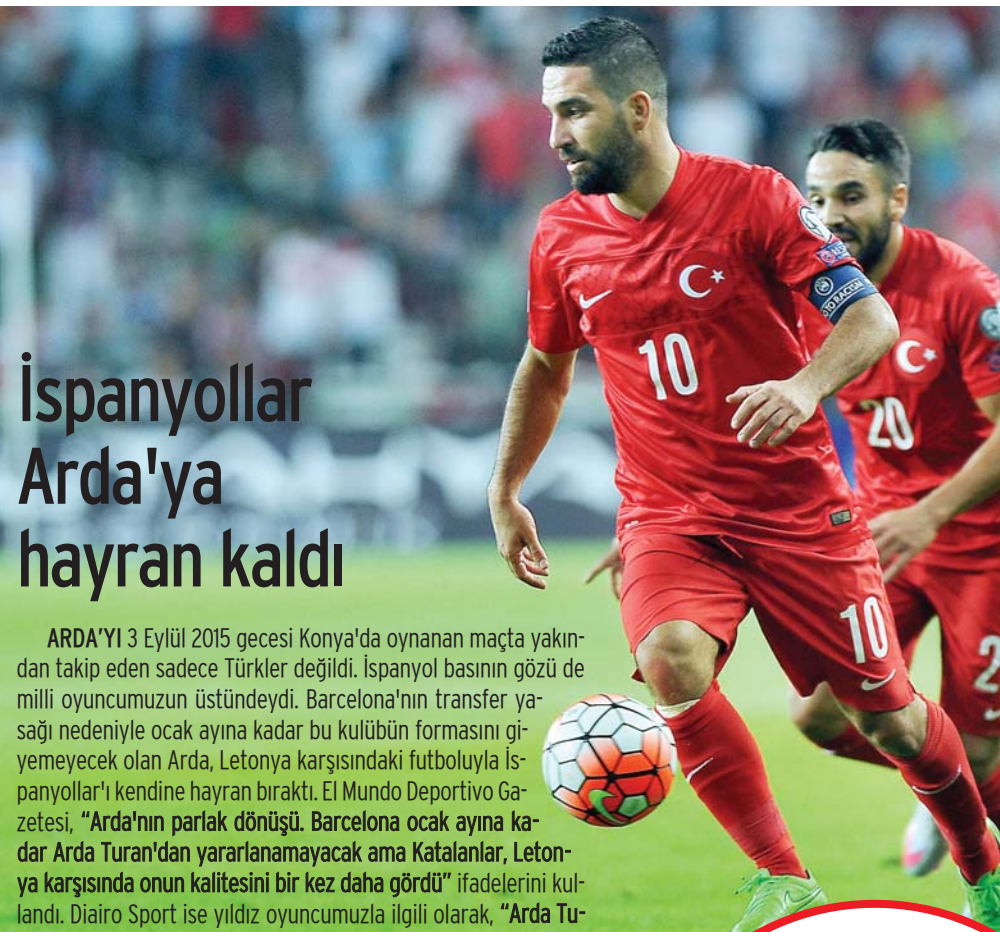 İspanyollar
Arda'ya
hayran kaldı
ARDA’YI 3 Eylül 2015 gecesi Konya'da oynanan maçta yakın-
dan takip eden sadece Türkler değildi. İspanyol basının gözü de
milli oyuncumuzun üstündeydi. Barcelona'nın transfer ya-
sağı nedeniyle ocak ayına kadar bu kulübün formasını gi-
yemeyecek olan Arda, Letonya karşısındaki futboluyla İs-
panyollar'ı kendine hayran bıraktı. El Mundo Deportivo Ga-
zetesi, “Arda'nın parlak dönüşü. Barcelona ocak ayına ka-
dar Arda Turan'dan yararlanamayacak ama Katalanlar, Leton-
ya karşısında onun kalitesini bir kez daha gördü” ifadelerini kul-
landı. Diairo Sport ise yıldız oyuncumuzla ilgili olarak, “Arda Tu-
10
10
20
2
TO RACISM